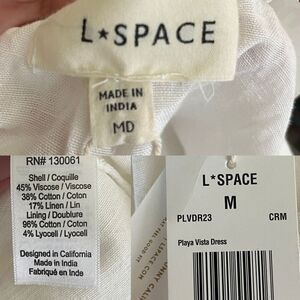 L★SPACE
MADE IN
INDIA
MD
RN# 130061
Shell / Coquille
45% Viscose / Viscose
38% Cotton / Coton
17% Linen / Lin
Lining / Doublure
96% Cotton / Coton
4% Lyocell / Lyocell
Designed in California
Made in India
Fabriqué en Inde
L*SPACE
M
PLVDR23
CRM
Playa Vista Dress